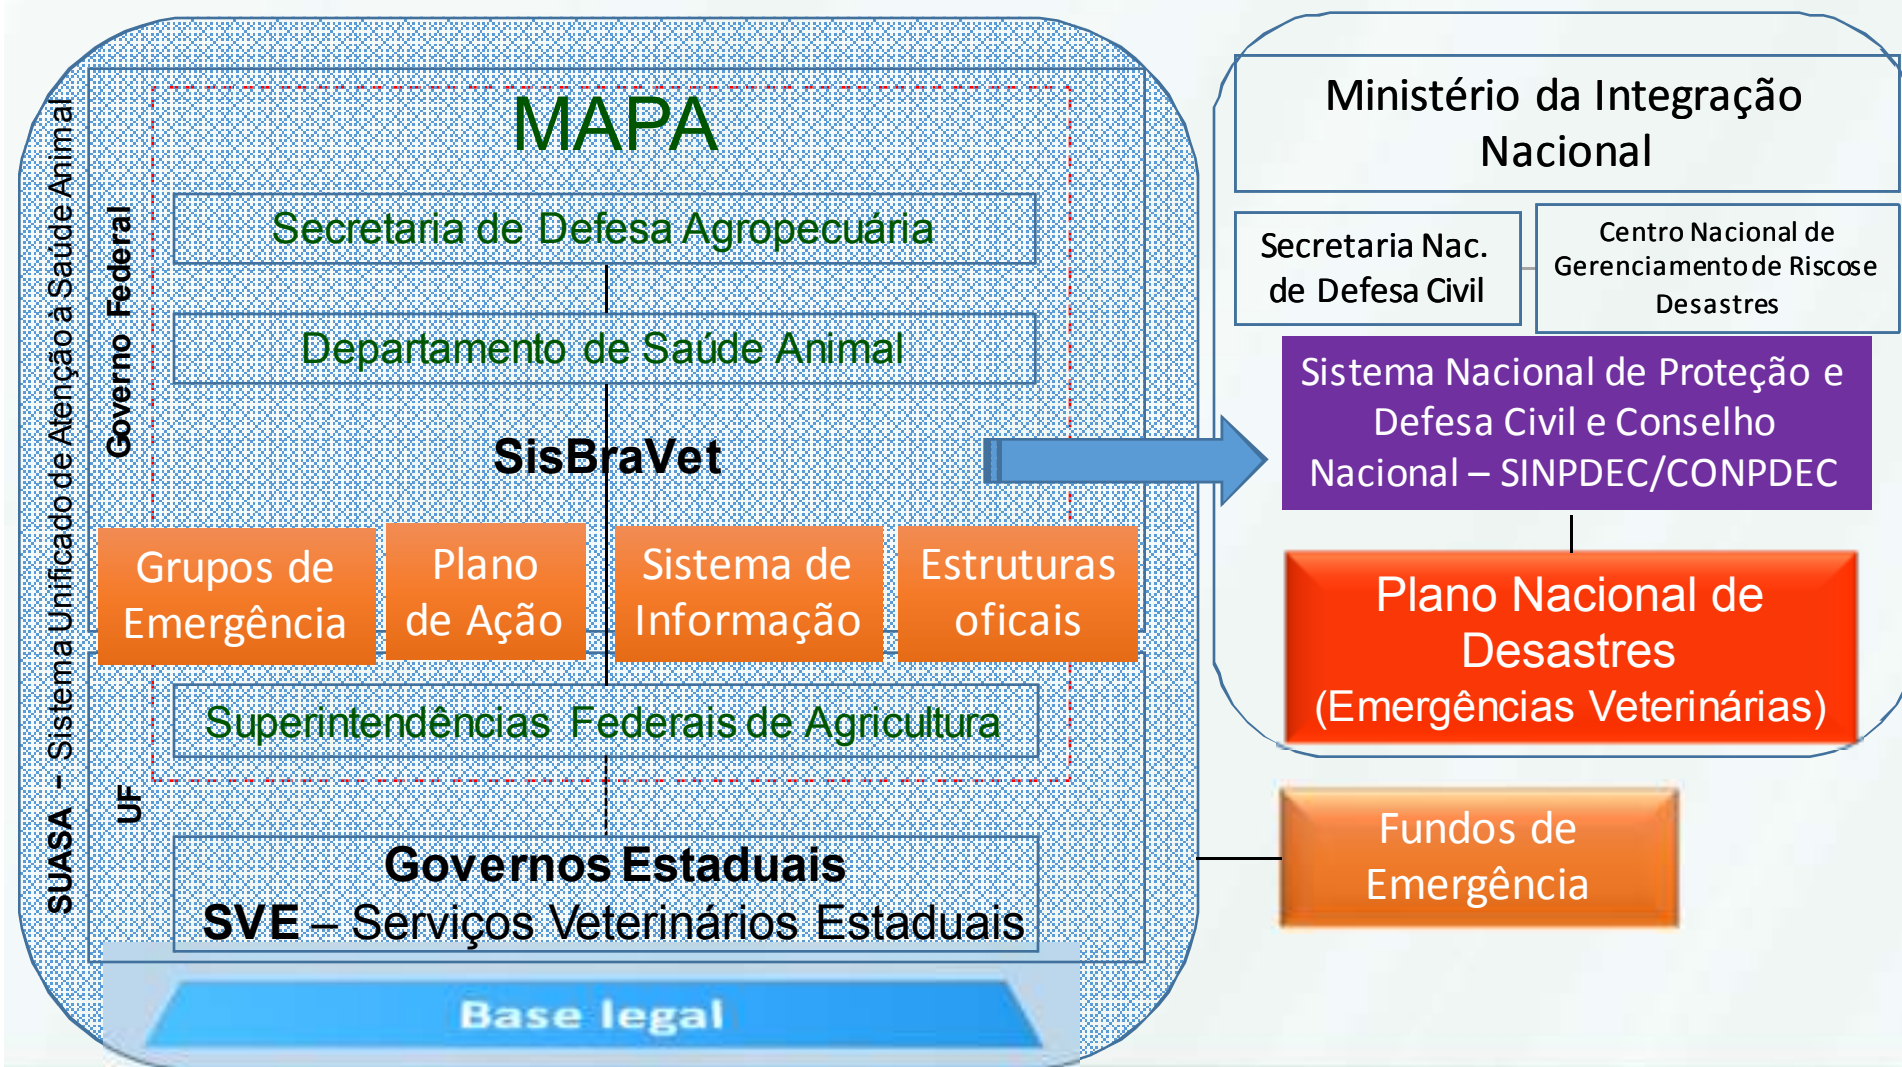 SUASA - Sistema Unificado de Atenção à Saúde Animal
Governo Federal
MAPA
Secretaria de Defesa Agropecuária
Departamento de Saúde Animal
SisBraVet
Grupos de
Emergência
Plano
de Ação
Sistema de
Informação
Estruturas
oficais
UF
Superintendências Federais de Agricultura
Governos Estaduais
SVE – Serviços Veterinários Estaduais
Base legal
Ministério da Integração
Nacional
Secretaria Nac.
de Defesa Civil
Centro Nacional de
Gerenciamento de Riscos e
Desastres
Sistema Nacional de Proteção e
Defesa Civil e Conselho
Nacional – SINPDEC/CONPDEC
Plano Nacional de
Desastres
(Emergências Veterinárias)
Fundos de
Emergência